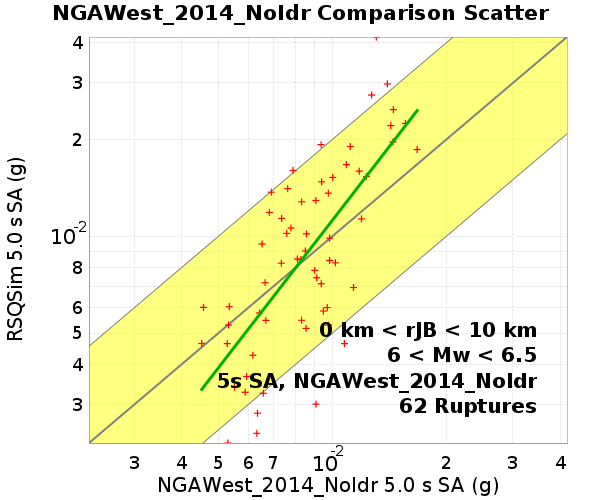 NGAWest_2014_NoIdr Comparison Scatter
RSQSim 5.0 s SA (g)
4
3
2
10⁻²
8
6
5
4
3
0 km < rJB < 10 km
6 < Mw < 6.5
5s SA, NGAWest_2014_NoIdr
62 Ruptures
3 4 5 6 7 10⁻² 2 3 4
NGAWest_2014_NoIdr 5.0 s SA (g)